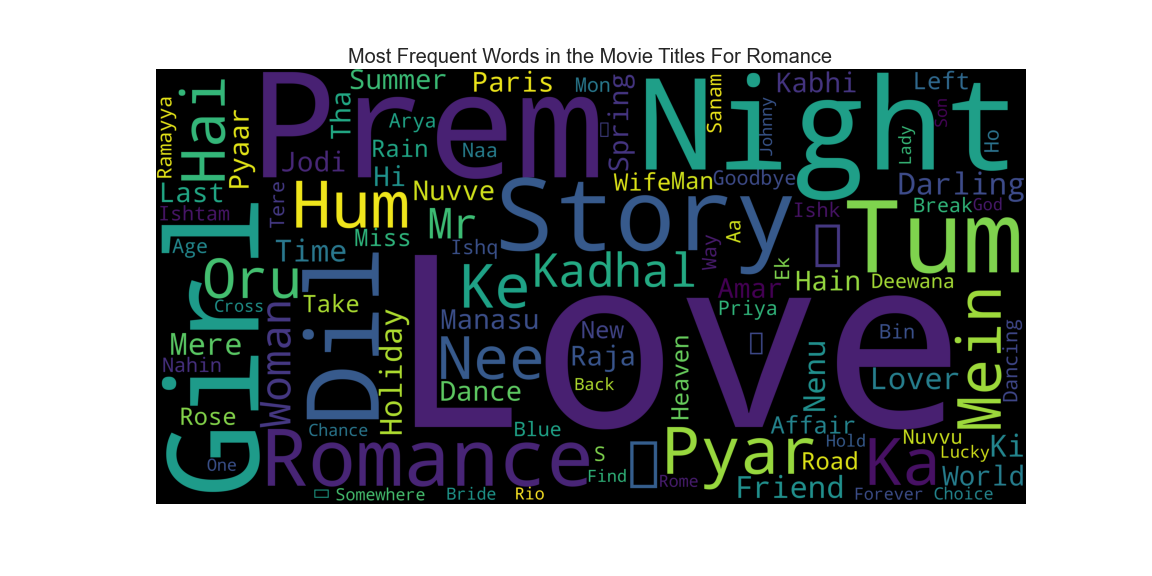 Most Frequent Words in the Movie Titles For Romance
Ramayya
Hai
Tha
Pyaar
Prem
Summer
Paris
Mon
Spring
Night
Sanam
Johnny
Kabhi
Left
Lady
Son
Ho
Arya
Rain
Naa
Jodi
Hi
Last
Ishtam
Age
Girl
Tere
Hum
Nuvve
Mr
Miss
Ishq
Story
Wife
Man
Goodbye
Way
Aa
Ishk
Ek
Darling
Break
God
Tum
Time
Oru
Cross
Take
Ke
Kadhal
Amar
Priya
Hain
Deewana
Mere
Nahin
Woman
Dil
Holiday
Manasu
Nee
Love
New
Raja
Back
Dance
Heaven
Nenu
Bin
Lover
Mein
Dancing
Rose
One
Chance
Romance
Blue
S
Find
Rome
Pyar
Affair
Hold
Road
Friend
Nuvvu
Ka
Lucky
Ki
World
Somewhere
Bride
Rio
Forever
Choice